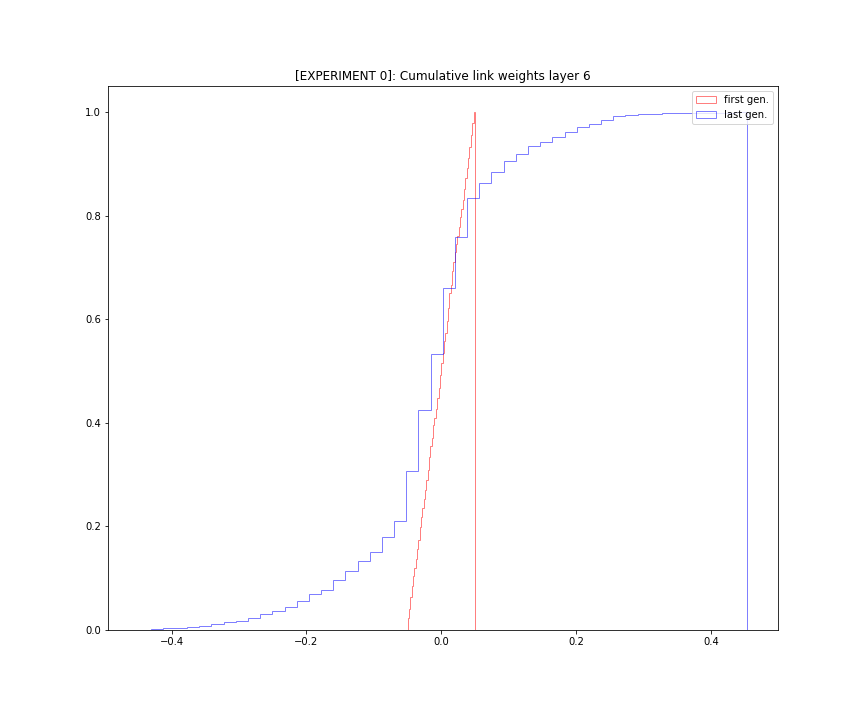 [EXPERIMENT 0]: Cumulative link weights layer 6
first gen.
last gen.
1.0
0.8
0.6
0.4
0.2
0.0
−0.4 −0.2 0.0 0.2 0.4